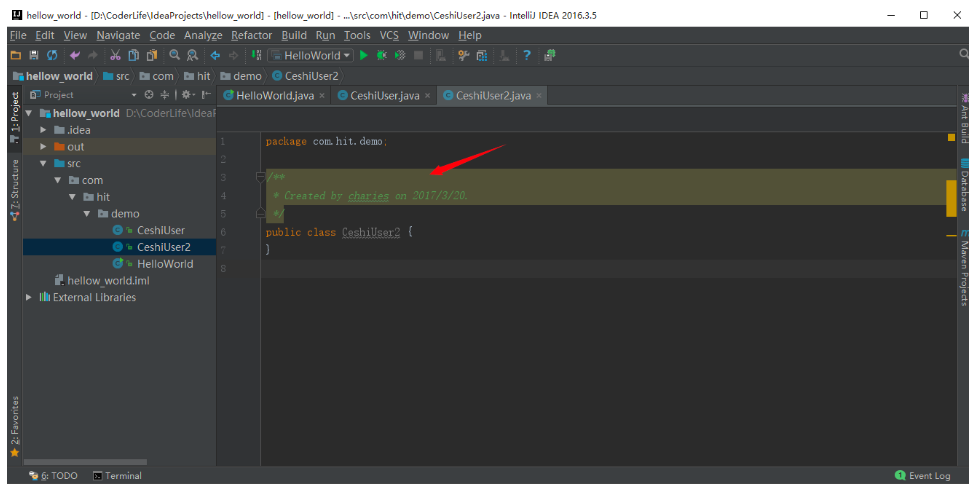 hellow_world - [D:\CoderLife\IdeaProjects\hellow_world] - [hellow_world] - ...\src\com\hit\demo\CeshiUser2.java - IntelliJ IDEA 2016.3.5
File Edit View Navigate Code Analyze Refactor Build Run Tools VCS Window Help
HelloWorld
hellow_world src com hit demo CeshiUser2
1: Project
Project
HelloWorld.java CeshiUser.java CeshiUser2.java
hellow_world D:\CoderLife\IdeaP
.idea
out
src
com
hit
demo
CeshiUser
CeshiUser2
HelloWorld
hellow_world.iml
External Libraries
1 package com.hit.demo;
2
3 /**
4 * Created by charies on 2017/3/20.
5 */
6 public class CeshiUser2 {
7 }
8
Ant Build
Database
Maven Projects
7: Structure
2: Favorites
6: TODO Terminal
1 Event Log